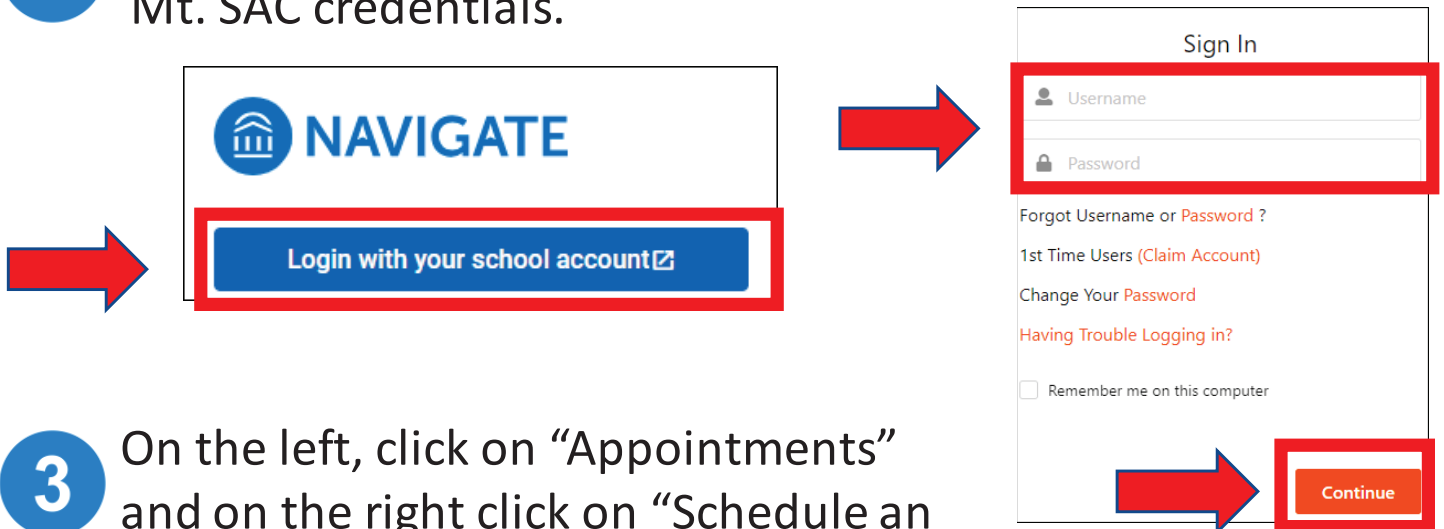 Mt. SAC credentials.
NAVIGATE
Login with your school account
Sign In
Username
Password
Forgot Username or Password ?
1st Time Users (Claim Account)
Change Your Password
Having Trouble Logging in?
Remember me on this computer
Continue
3
On the left, click on “Appointments”
and on the right click on “Schedule an